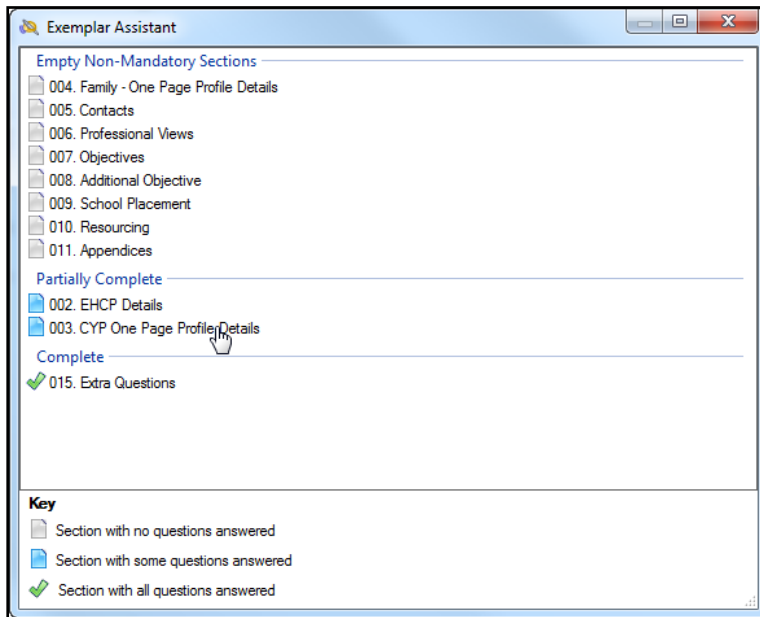 Exemplar Assistant
Empty Non-Mandatory Sections
004. Family - One Page Profile Details
005. Contacts
006. Professional Views
007. Objectives
008. Additional Objective
009. School Placement
010. Resourcing
011. Appendices
Partially Complete
002. EHCP Details
003. CYP One Page Profile Details
Complete
015. Extra Questions
Key
Section with no questions answered
Section with some questions answered
Section with all questions answered